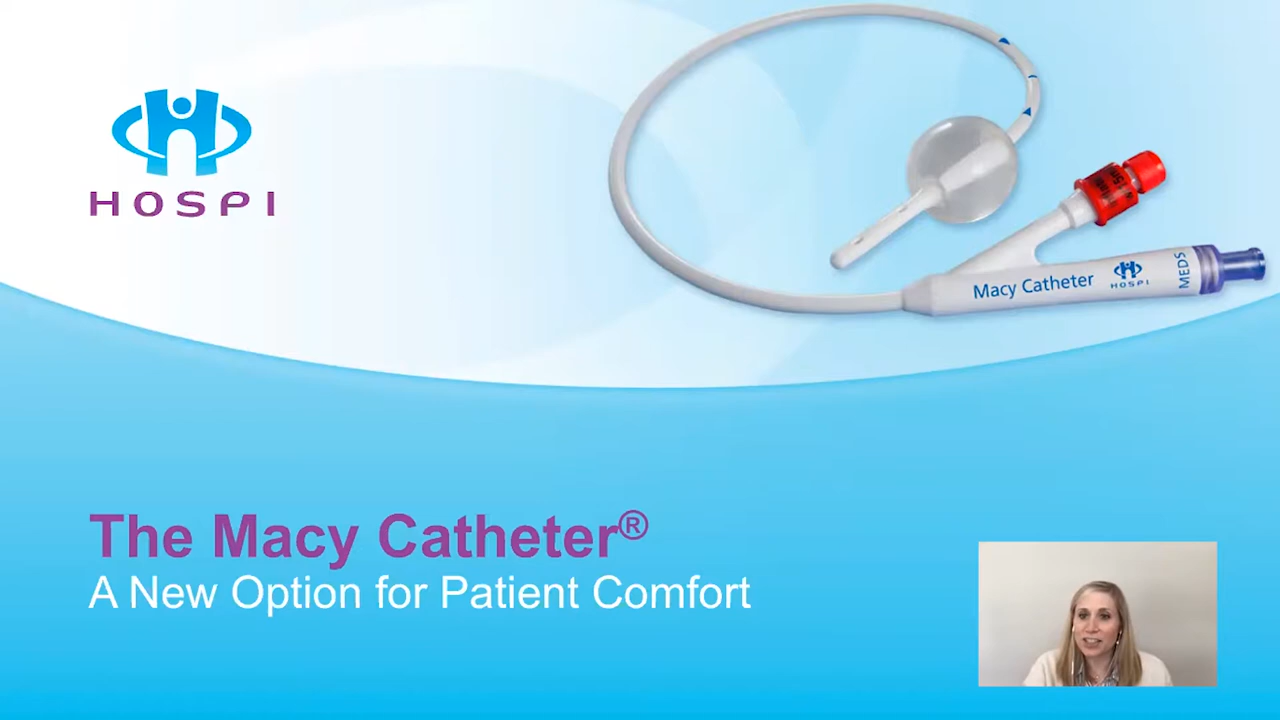 HOSPI
Macy Catheter
HOSPI
MEDS
The Macy Catheter®
A New Option for Patient Comfort